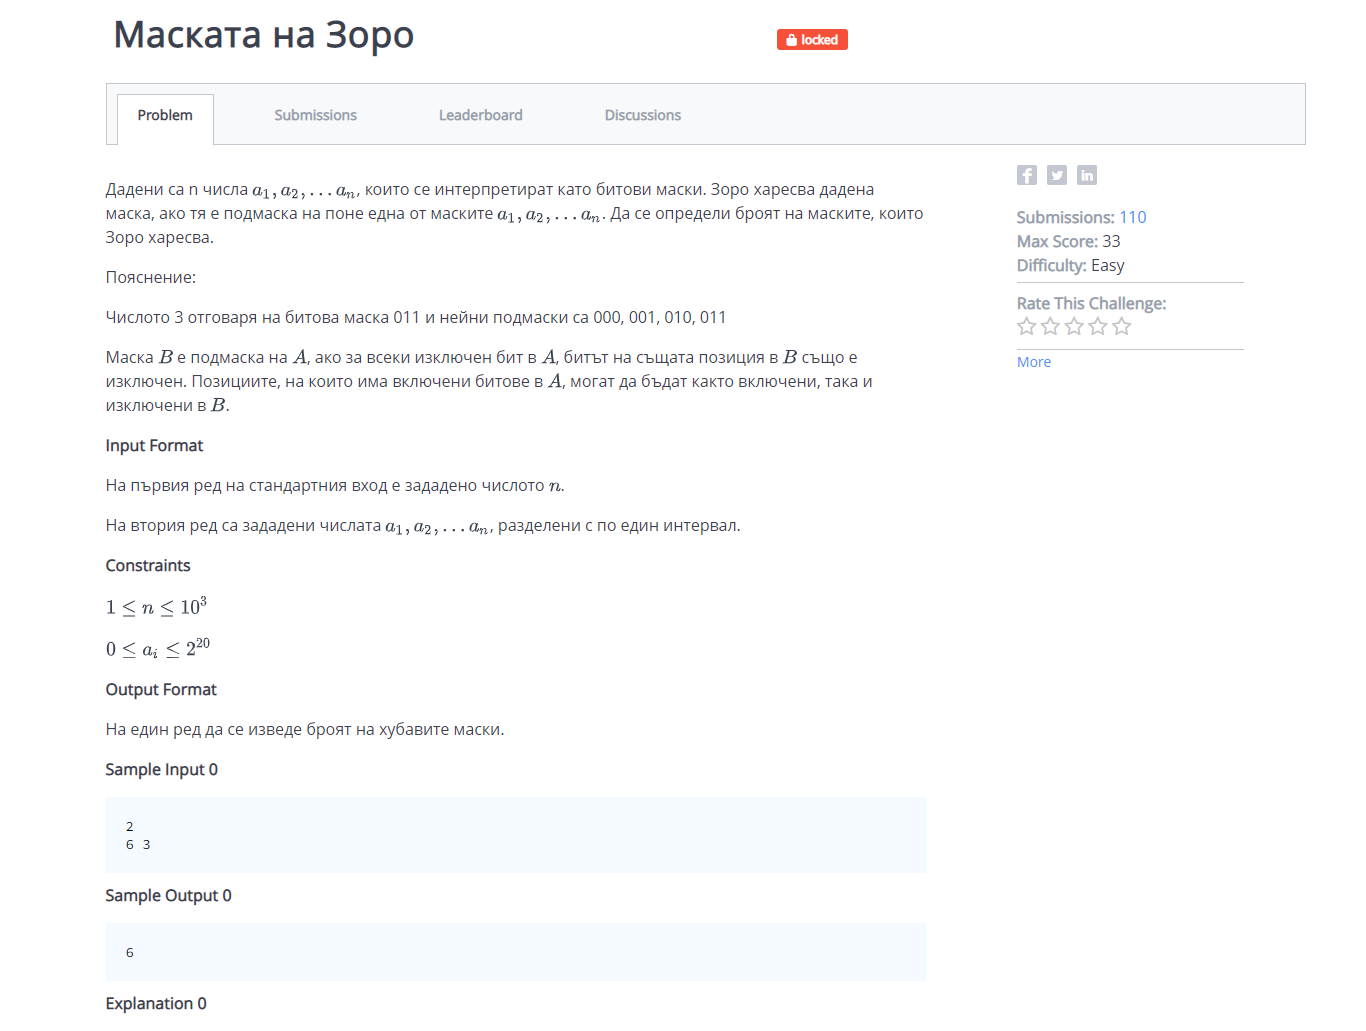 Маската на Зоро
locked
Problem Submissions Leaderboard Discussions
Дадени са n числа a₁, a₂, . . . aₙ, които се интерпретират като битови маски. Зоро харесва дадена
маска, ако тя е подмаска на поне една от маските a₁, a₂, . . . aₙ. Да се определи броят на маските, които
Зоро харесва.
Пояснение:
Числото 3 отговаря на битова маска 011 и нейни подмаски са 000, 001, 010, 011
Маска B е подмаска на A, ако за всеки изключен бит в A, битът на същата позиция в B също е
изключен. Позициите, на които има включени битове в A, могат да бъдат както включени, така и
изключени в B.
Input Format
На първия ред на стандартния вход е зададено числото n.
На втория ред са зададени числата a₁, a₂, . . . aₙ, разделени с по един интервал.
Constraints
1 ≤ n ≤ 10³
0 ≤ aᵢ ≤ 2²⁰
Output Format
На един ред да се изведе броят на хубавите маски.
Sample Input 0
2
6 3
Sample Output 0
6
Explanation 0
Submissions: 110
Max Score: 33
Difficulty: Easy
Rate This Challenge:
More